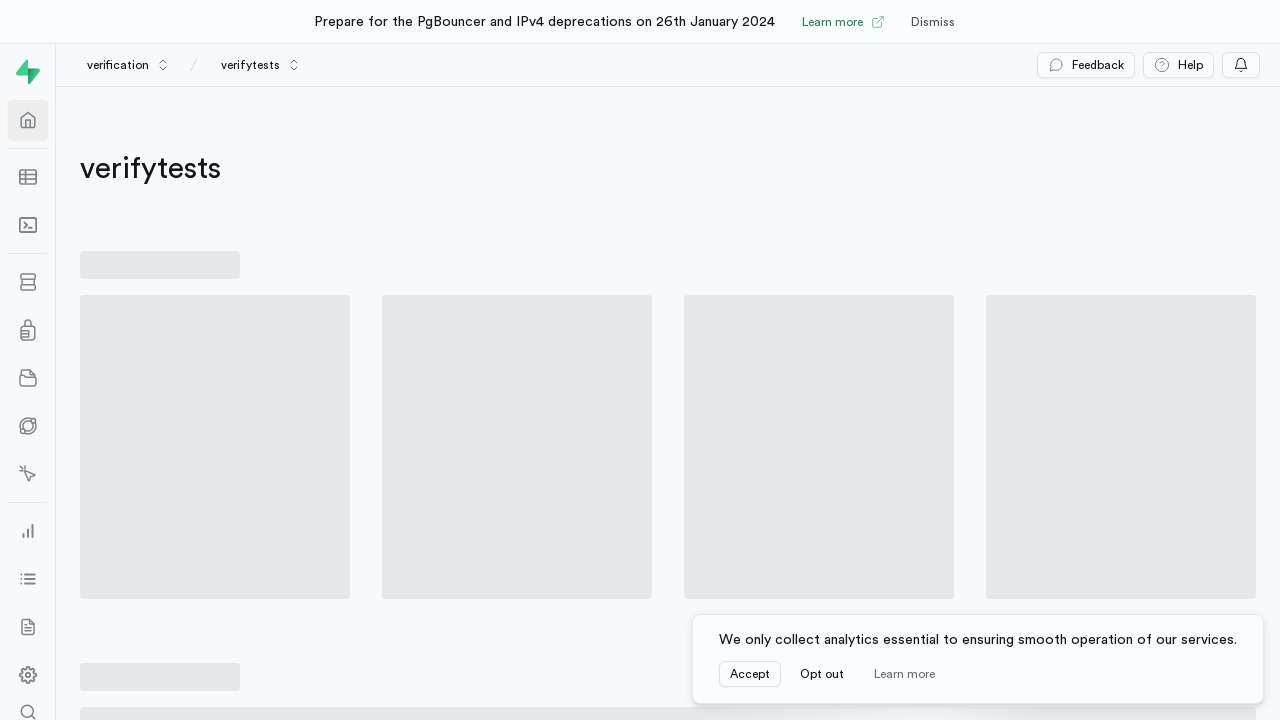 Prepare for the PgBouncer and IPv4 deprecations on 26th January 2024 Learn more Dismiss
verification / verifytests Feedback Help
verifytests
We only collect analytics essential to ensuring smooth operation of our services.
Accept Opt out Learn more